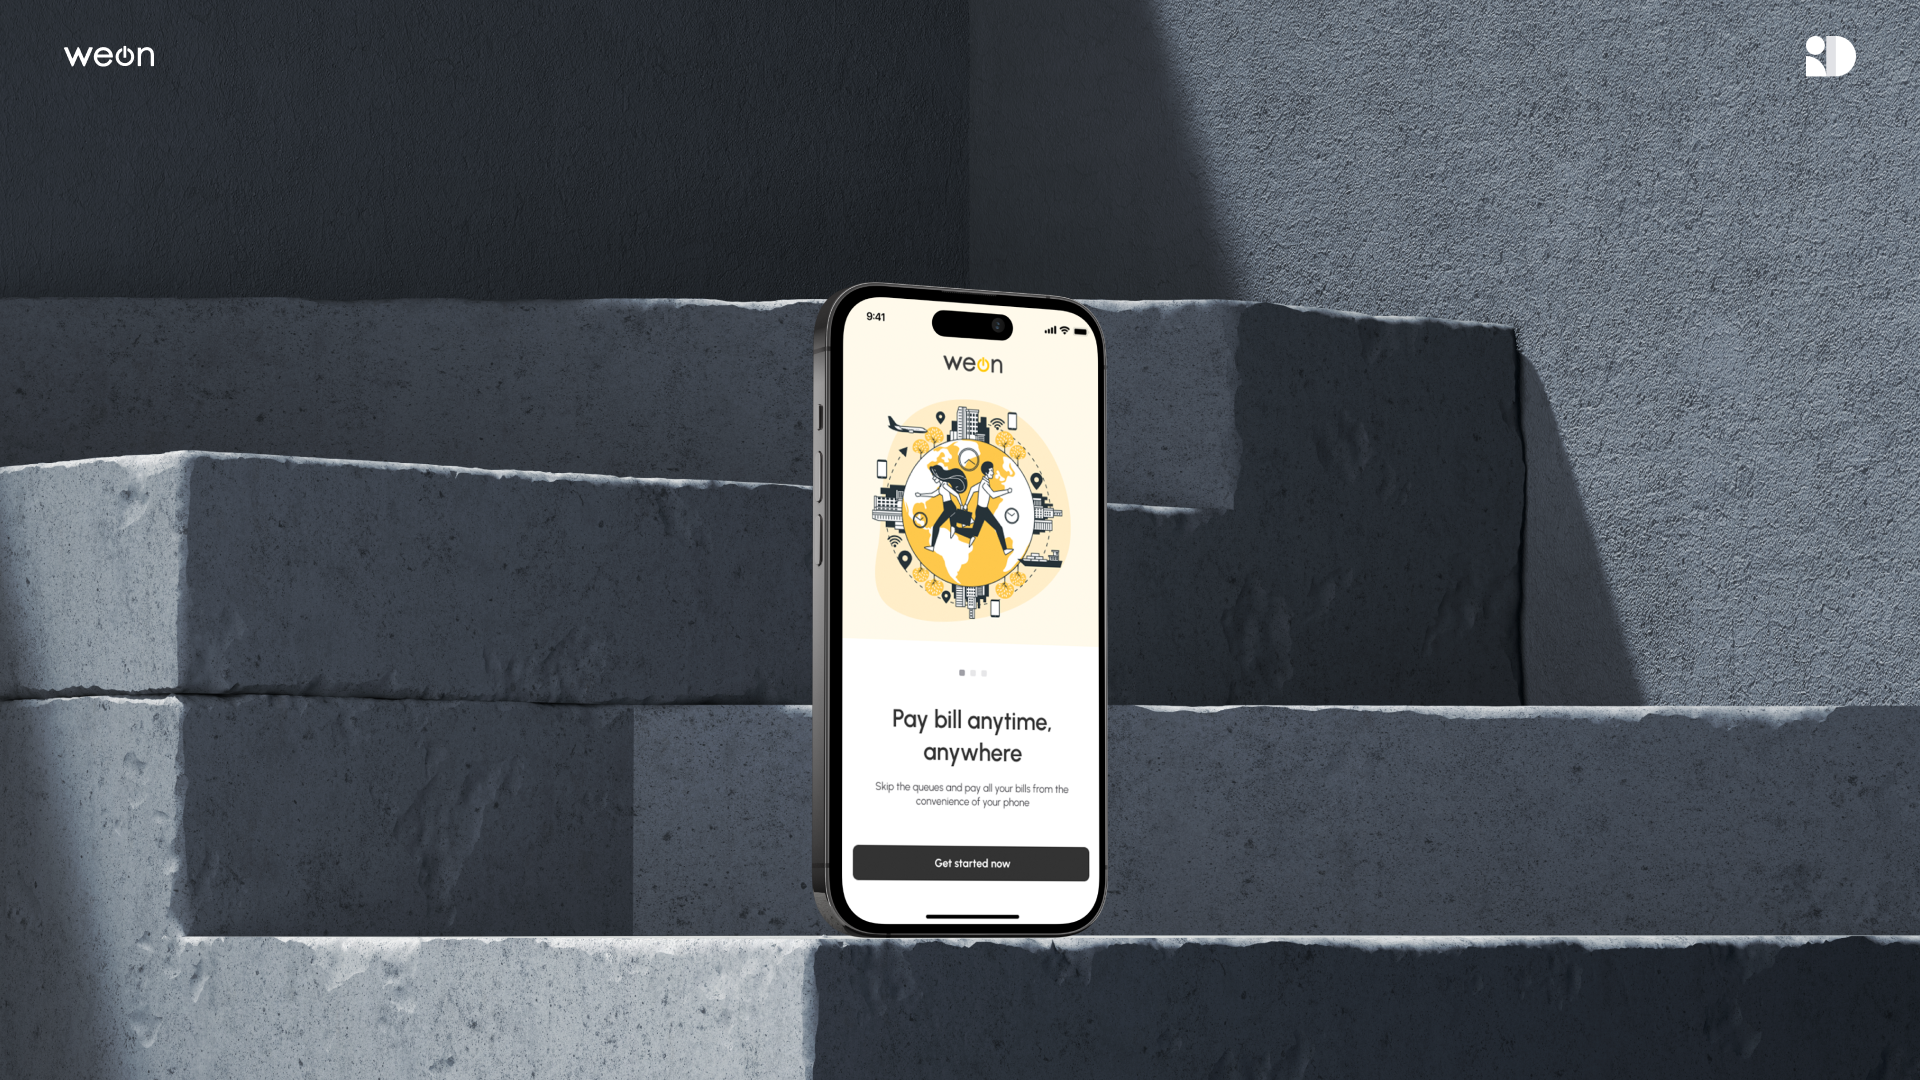 weon
9:41
weon
Pay bill anytime,
anywhere
Skip the queues and pay all your bills from the
convenience of your phone
Get started now